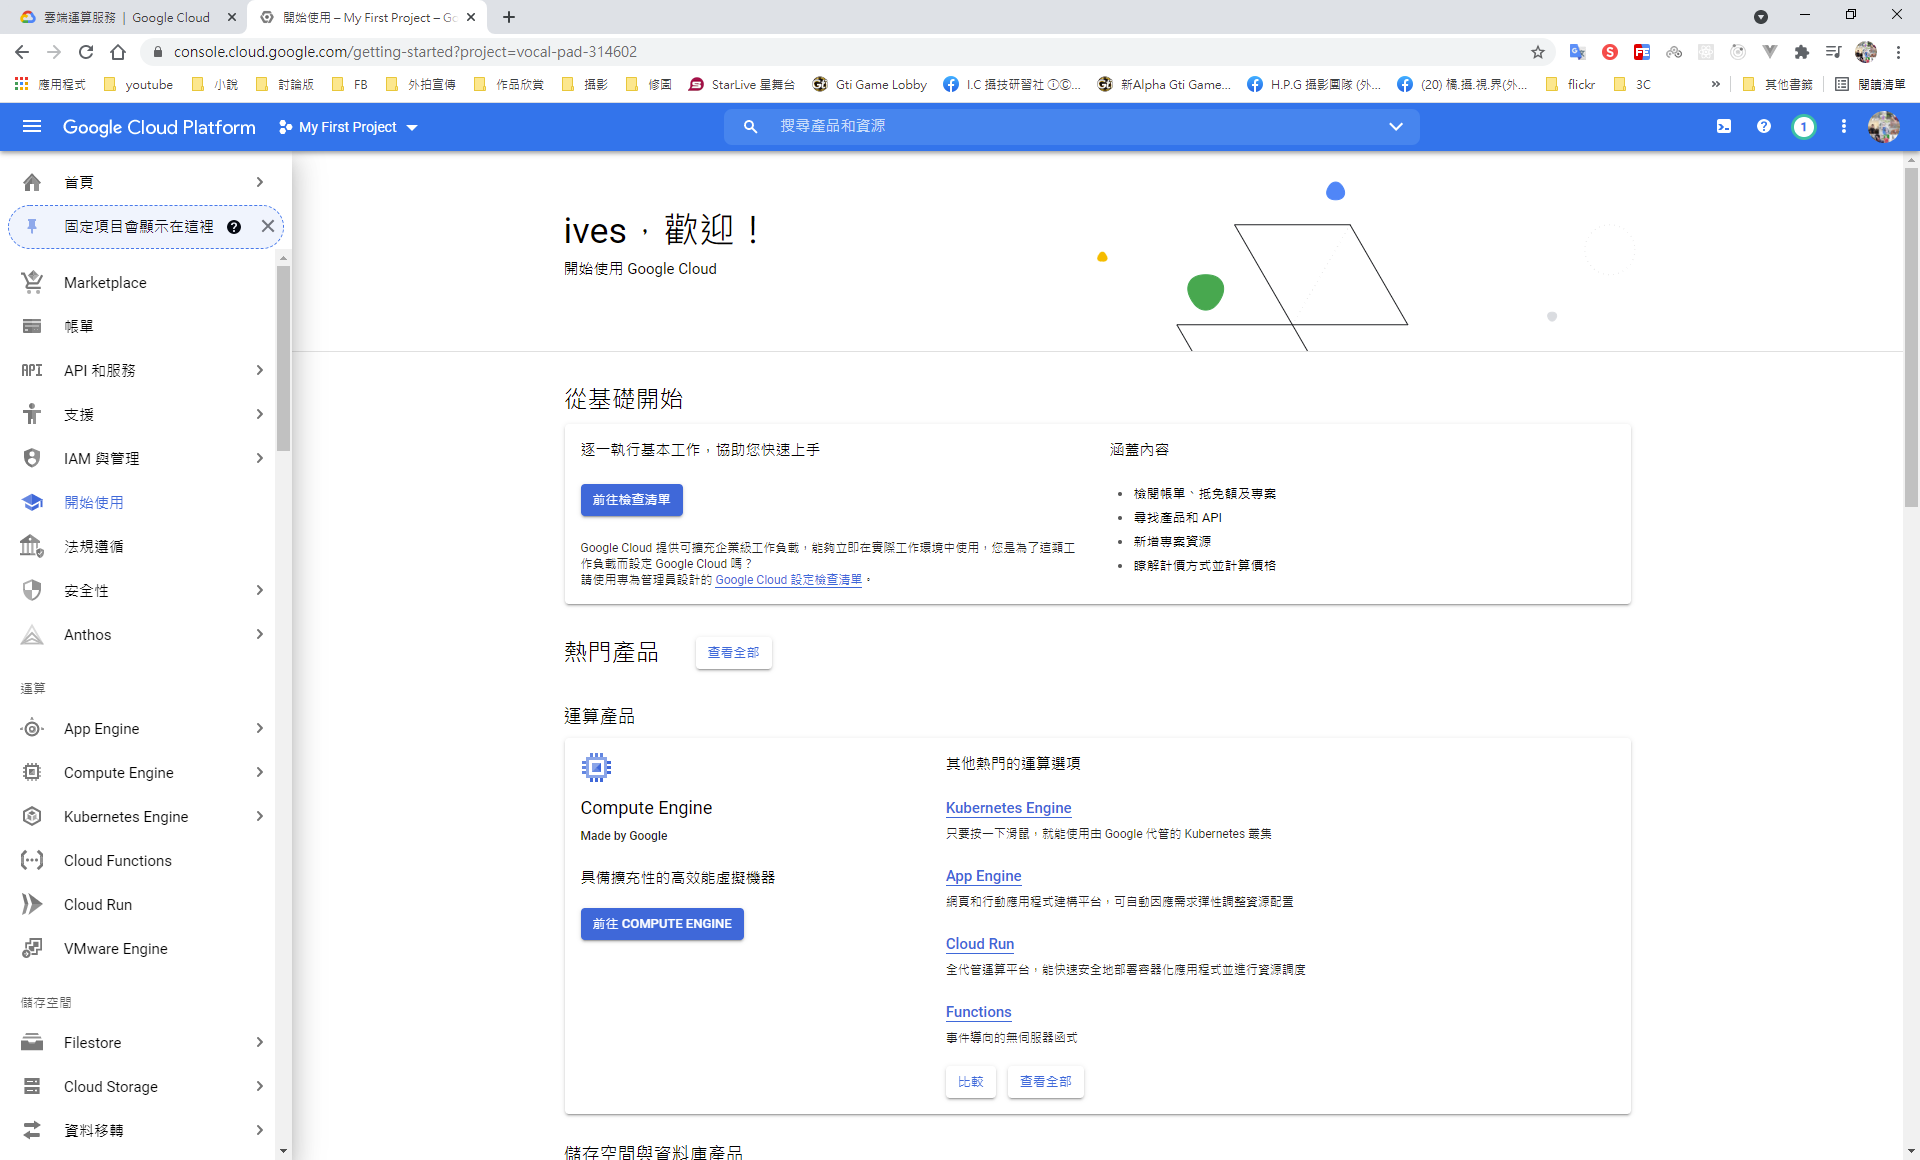 雲端運算服務 | Google Cloud
開始使用 – My First Project – Go
console.cloud.google.com/getting-started?project=vocal-pad-314602
應用程式
youtube
小說
討論版
FB
外拍宣傳
作品欣賞
攝影
修圖
StarLive 星舞台
Gti Game Lobby
I.C 攝技研習社 ⒾⒸ...
新Alpha Gti Game...
H.P.G 攝影團隊 (外...
(20) 橘.攝.視.界(外...
flickr
3C
»
其他書籤
閱讀清單
Google Cloud Platform
My First Project
搜尋產品和資源
1
首頁
固定項目會顯示在這裡
Marketplace
帳單
API
API 和服務
支援
IAM 與管理
開始使用
法規遵循
安全性
Anthos
運算
App Engine
Compute Engine
Kubernetes Engine
Cloud Functions
Cloud Run
VMware Engine
儲存空間
Filestore
Cloud Storage
資料移轉
ives，歡迎！
開始使用 Google Cloud
從基礎開始
逐一執行基本工作，協助您快速上手
前往檢查清單
Google Cloud 提供可擴充企業級工作負載，能夠立即在實際工作環境中使用，您是為了這類工
作負載而設定 Google Cloud 嗎？
請使用專為管理員設計的 Google Cloud 設定檢查清單。
涵蓋內容
• 檢閱帳單、抵免額及專案
• 尋找產品和 API
• 新增專案資源
• 瞭解計價方式並計算價格
熱門產品
查看全部
運算產品
Compute Engine
Made by Google
具備擴充性的高效能虛擬機器
前往 COMPUTE ENGINE
其他熱門的運算選項
Kubernetes Engine
只要按一下滑鼠，就能使用由 Google 代管的 Kubernetes 叢集
App Engine
網頁和行動應用程式建構平台，可自動因應需求彈性調整資源配置
Cloud Run
全代管運算平台，能快速安全地部署容器化應用程式並進行資源調度
Functions
事件導向的無伺服器函式
比較
查看全部
儲存空間與資料庫產品